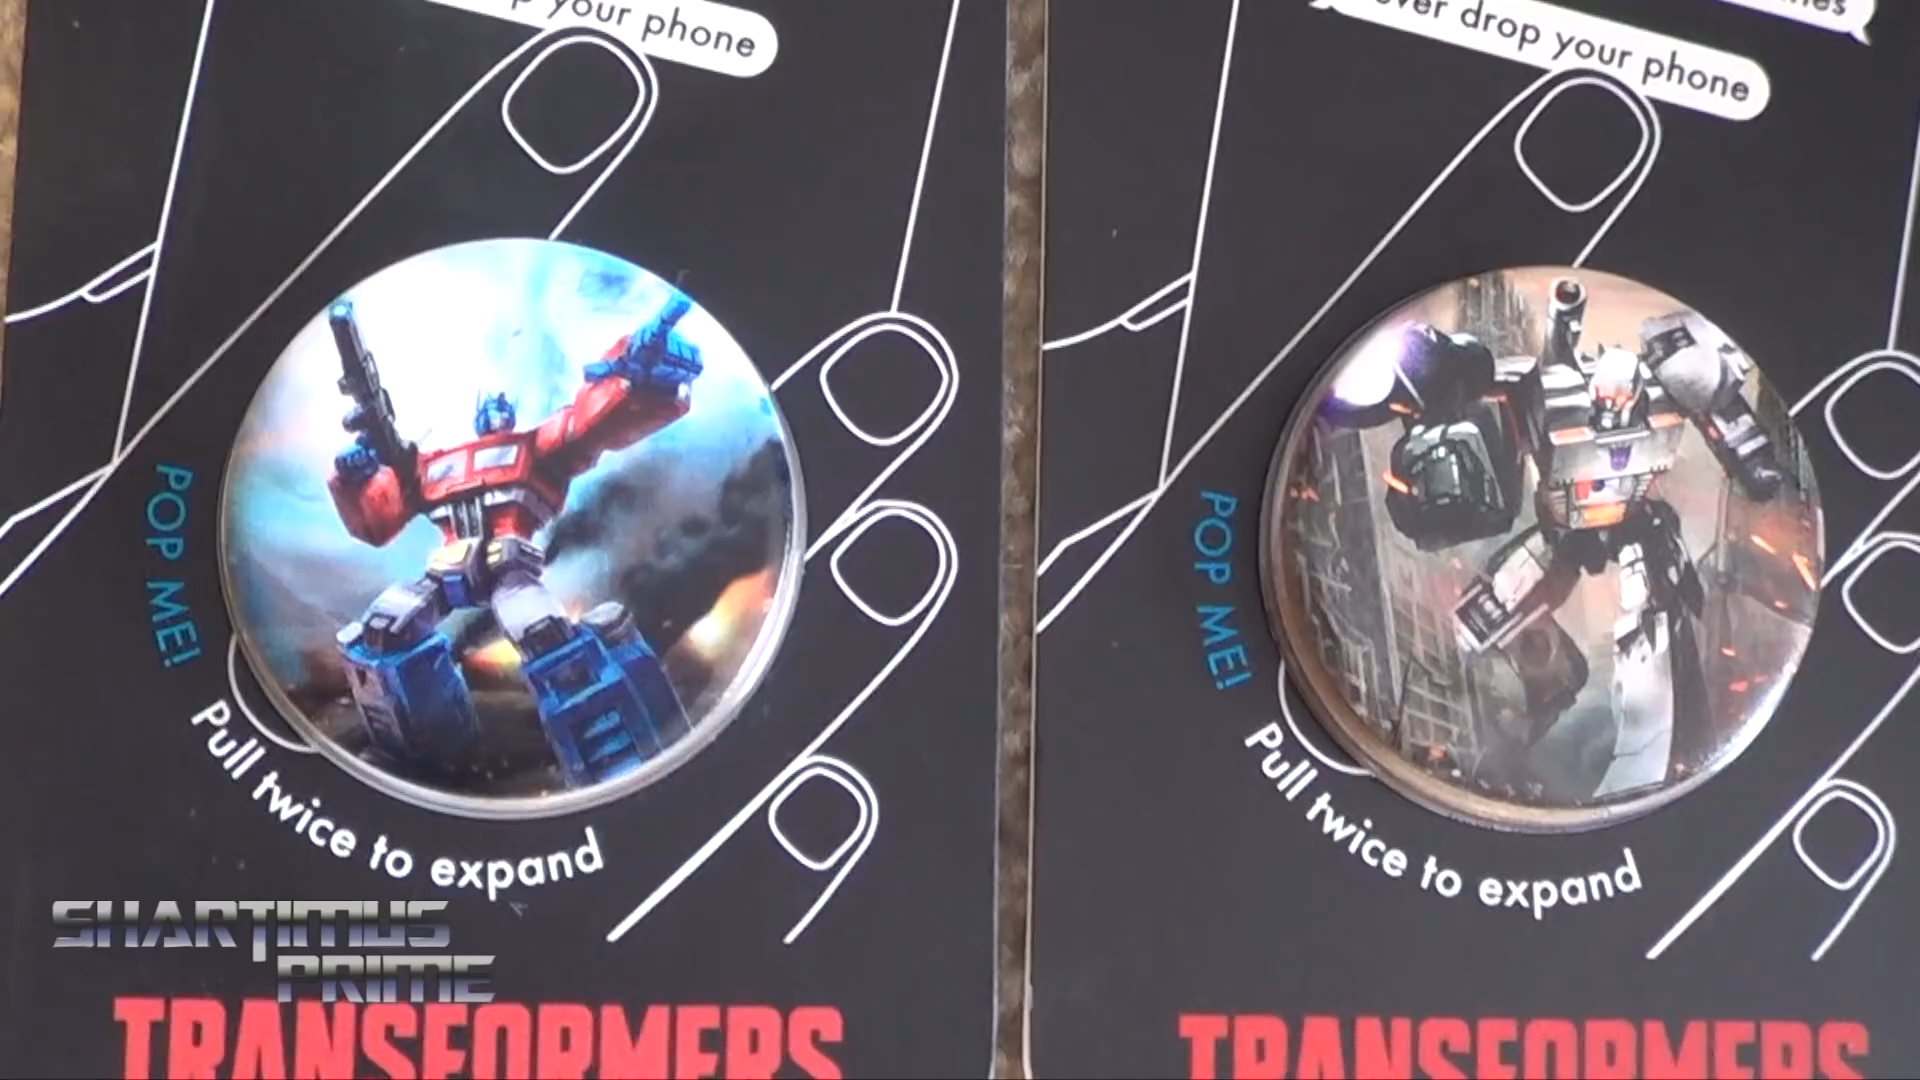 your phone
POP ME!
Pull twice to expand
TRANSFORMERS
drop your phone
POP ME!
Pull twice to expand
TRANSFORMERS
SHARTIMUS
PRIME